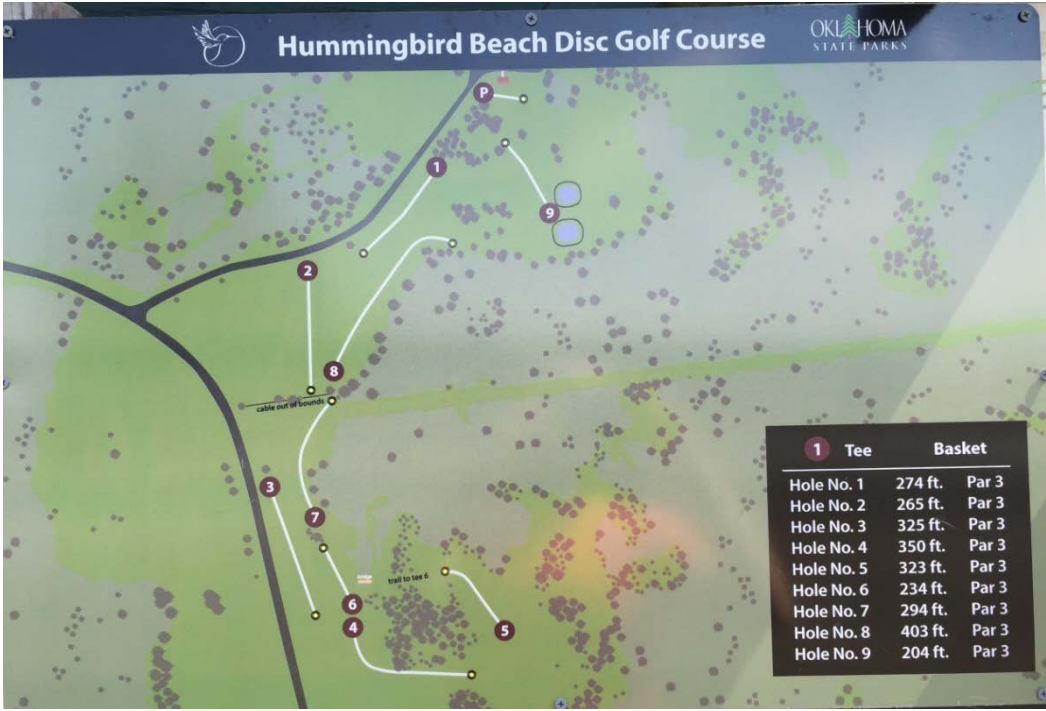 Hummingbird Beach Disc Golf Course
OKLAHOMA
STATE PARKS
P
1
9
2
8
cable out of bounds
3
7
bridge
trail to tee 6
6
4
5
1 Tee Basket
Hole No. 1 274 ft. Par 3
Hole No. 2 265 ft. Par 3
Hole No. 3 325 ft. Par 3
Hole No. 4 350 ft. Par 3
Hole No. 5 323 ft. Par 3
Hole No. 6 234 ft. Par 3
Hole No. 7 294 ft. Par 3
Hole No. 8 403 ft. Par 3
Hole No. 9 204 ft. Par 3